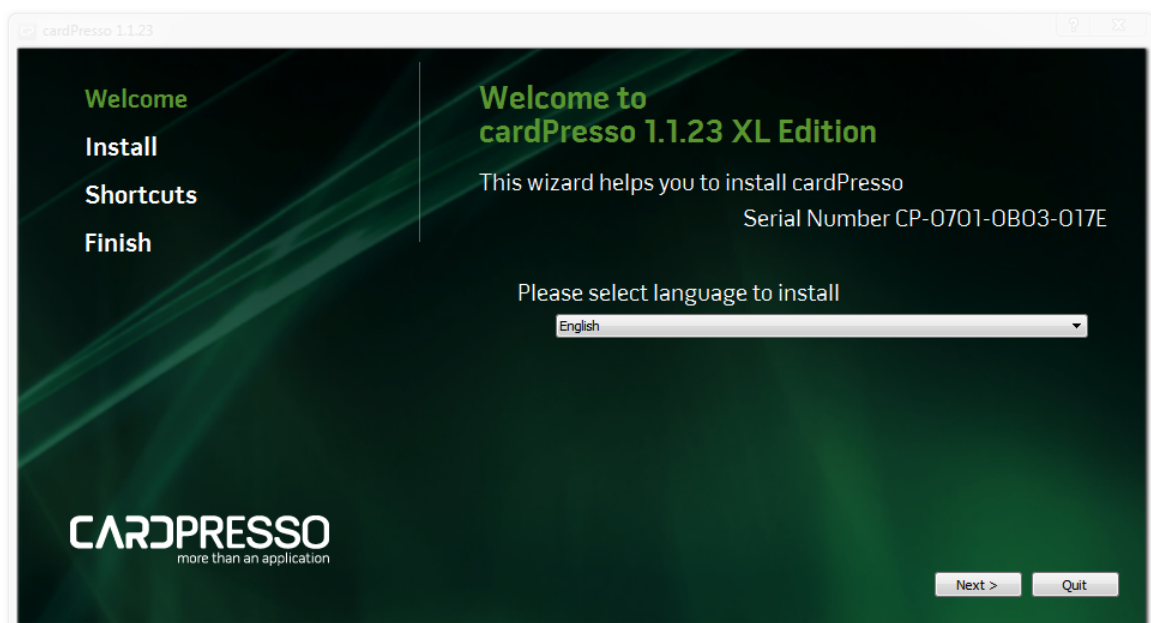 cardPresso 1.1.23
Welcome
Install
Shortcuts
Finish
Welcome to
cardPresso 1.1.23 XL Edition
This wizard helps you to install cardPresso
Serial Number CP-0701-0B03-017E
Please select language to install
English
CARDPRESSO
more than an application
Next >
Quit